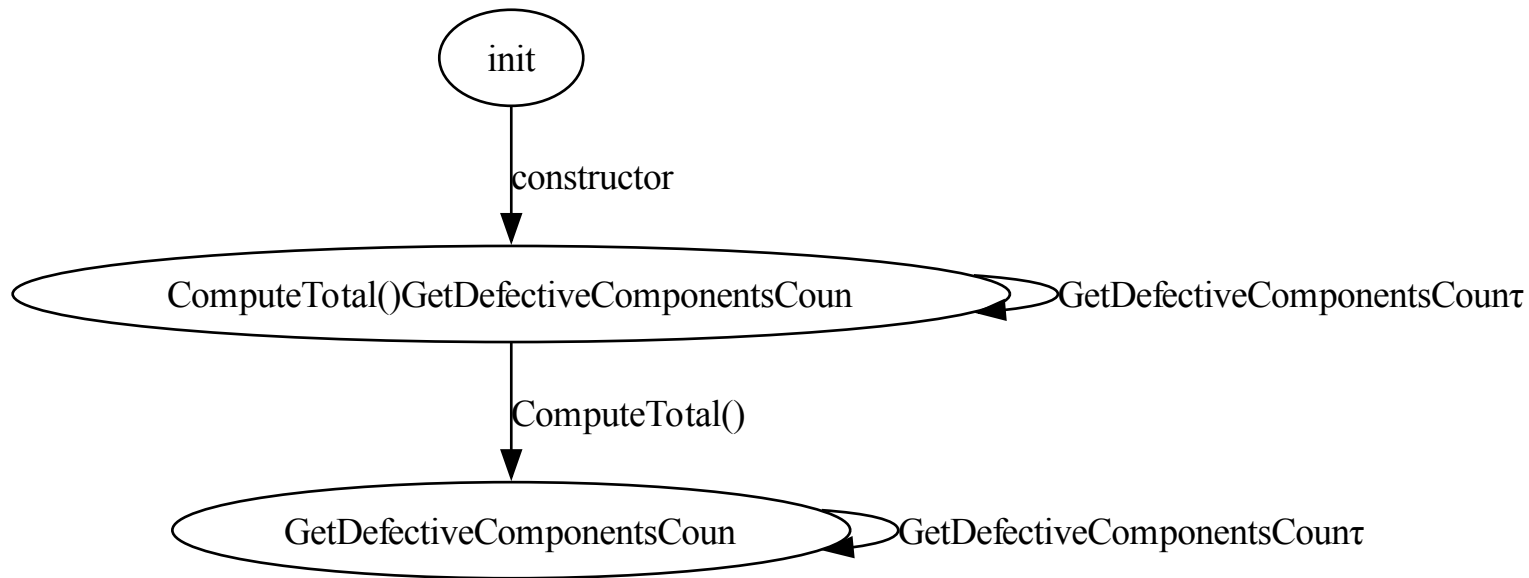 init
constructor
ComputeTotal()GetDefectiveComponentsCoun
GetDefectiveComponentsCounτ
ComputeTotal()
GetDefectiveComponentsCoun
GetDefectiveComponentsCounτ